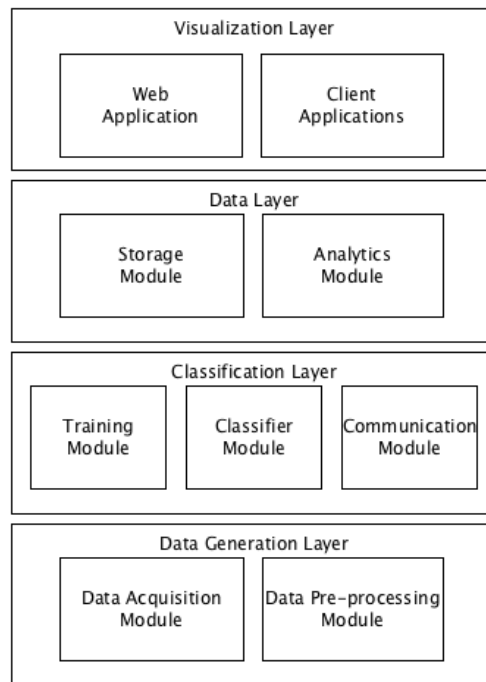 Visualization Layer
Web
Application
Client
Applications
Data Layer
Storage
Module
Analytics
Module
Classification Layer
Training
Module
Classifier
Module
Communication
Module
Data Generation Layer
Data Acquisition
Module
Data Pre-processing
Module